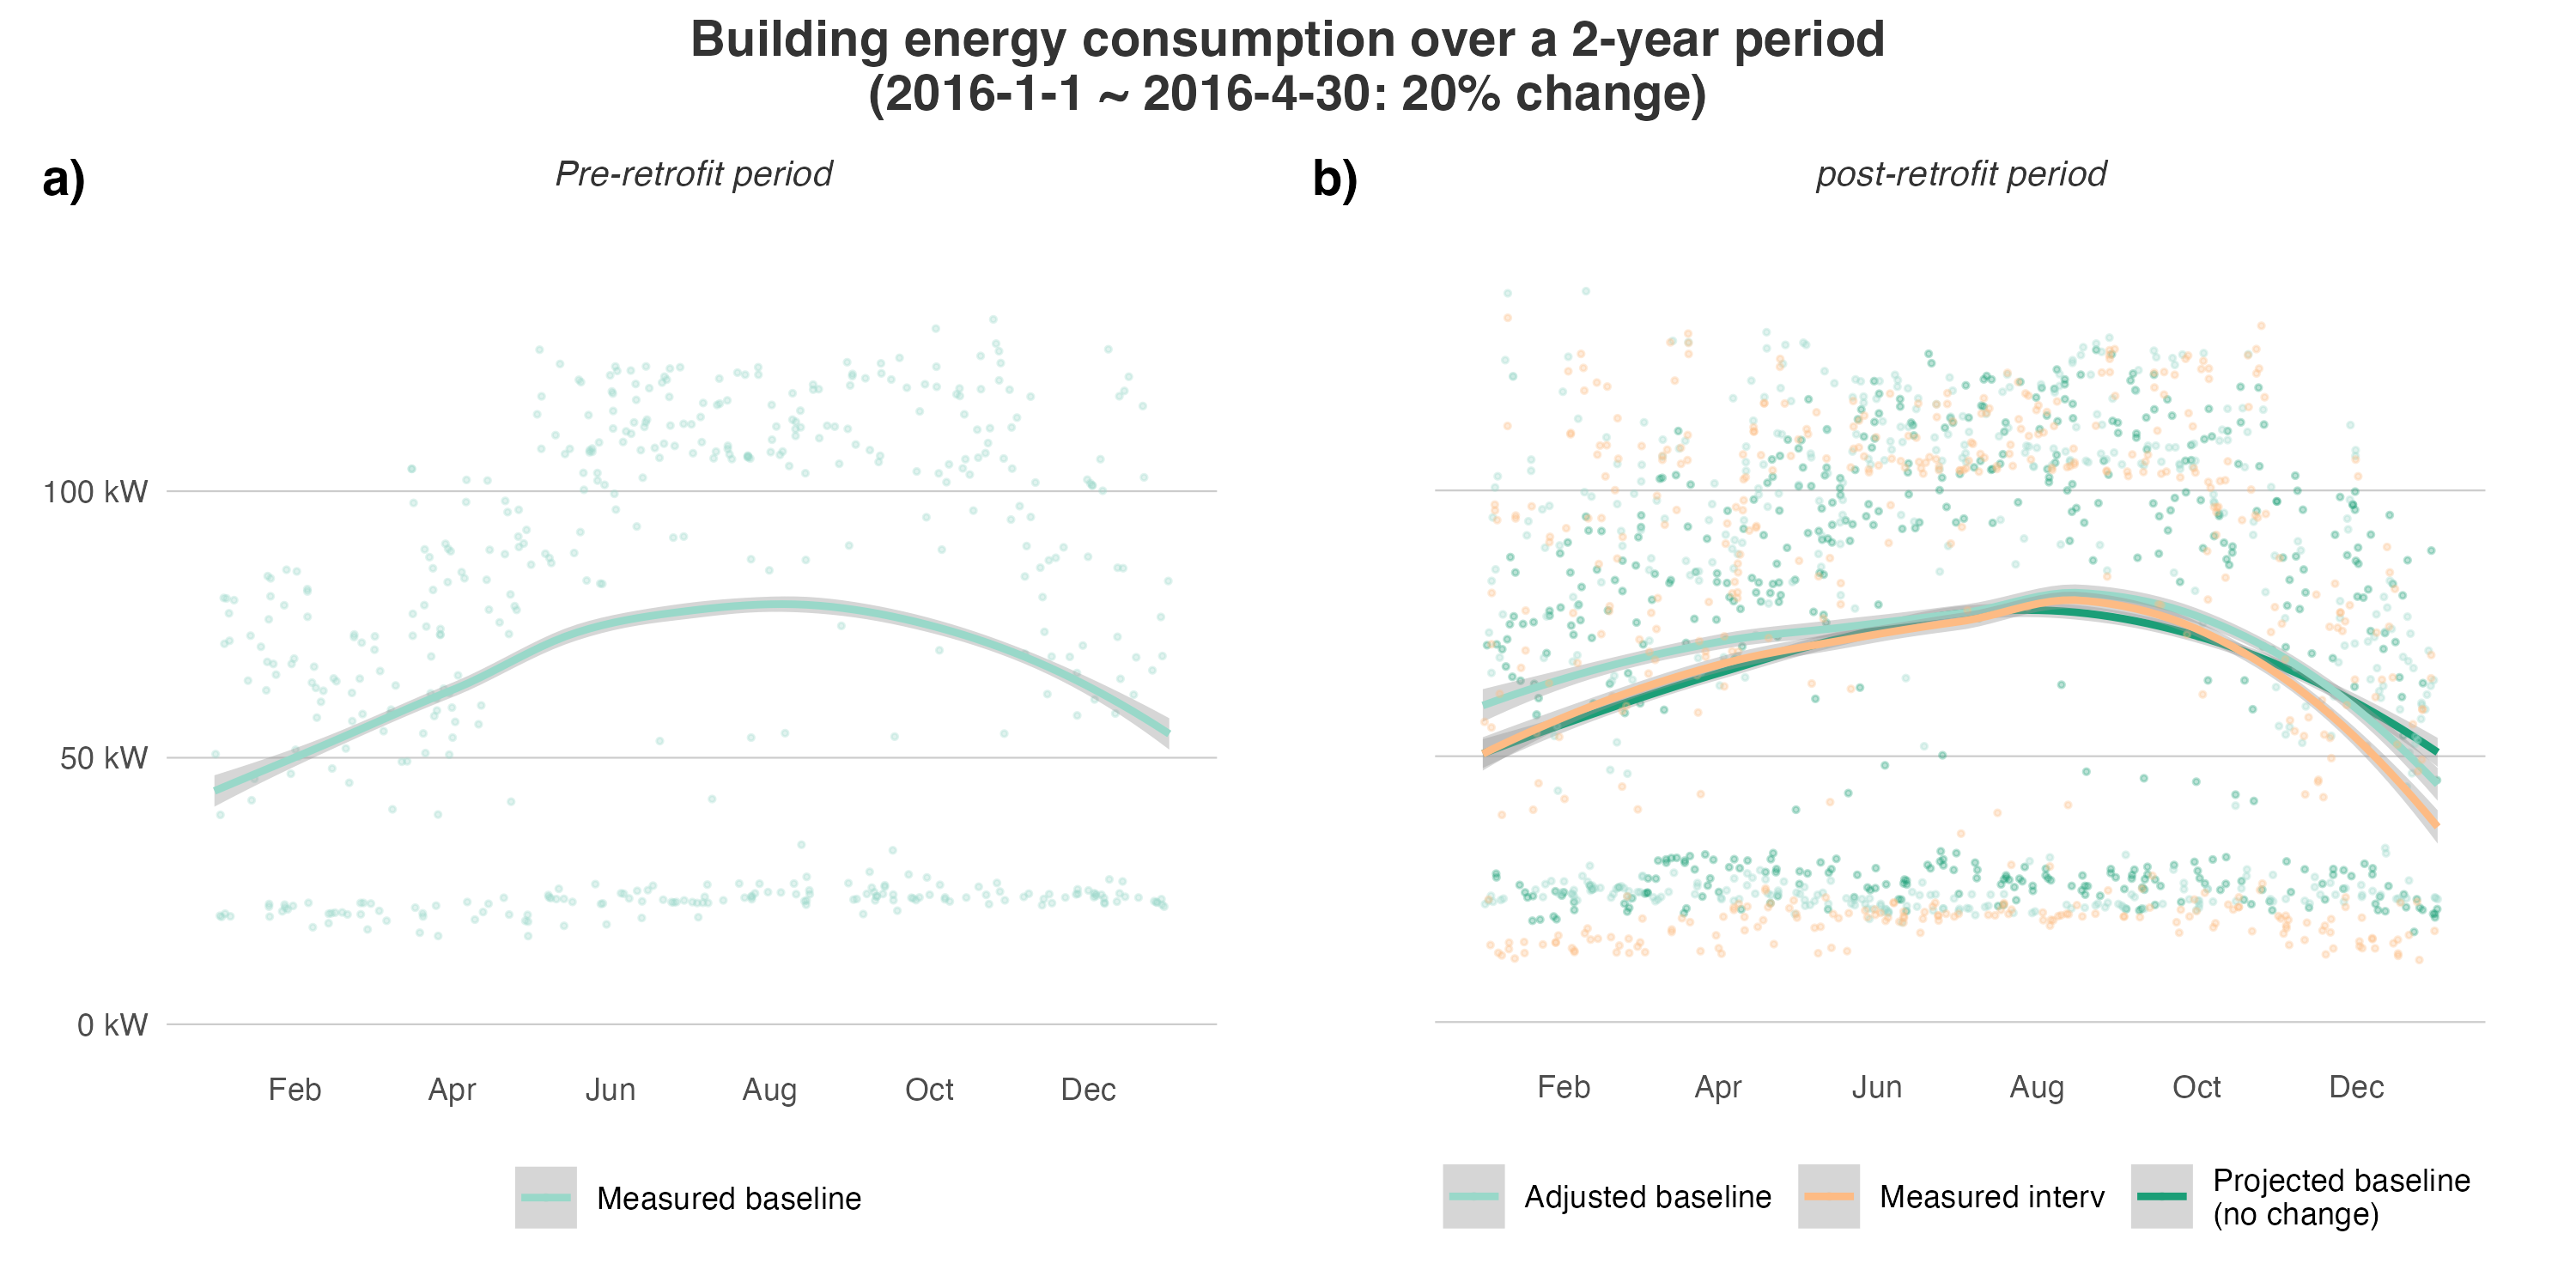 Building energy consumption over a 2-year period
(2016-1-1 ~ 2016-4-30: 20% change)
a)
Pre-retrofit period
100 kW
50 kW
0 kW
Feb Apr Jun Aug Oct Dec
Measured baseline
b)
post-retrofit period
Feb Apr Jun Aug Oct Dec
Adjusted baseline
Measured interv
Projected baseline
(no change)